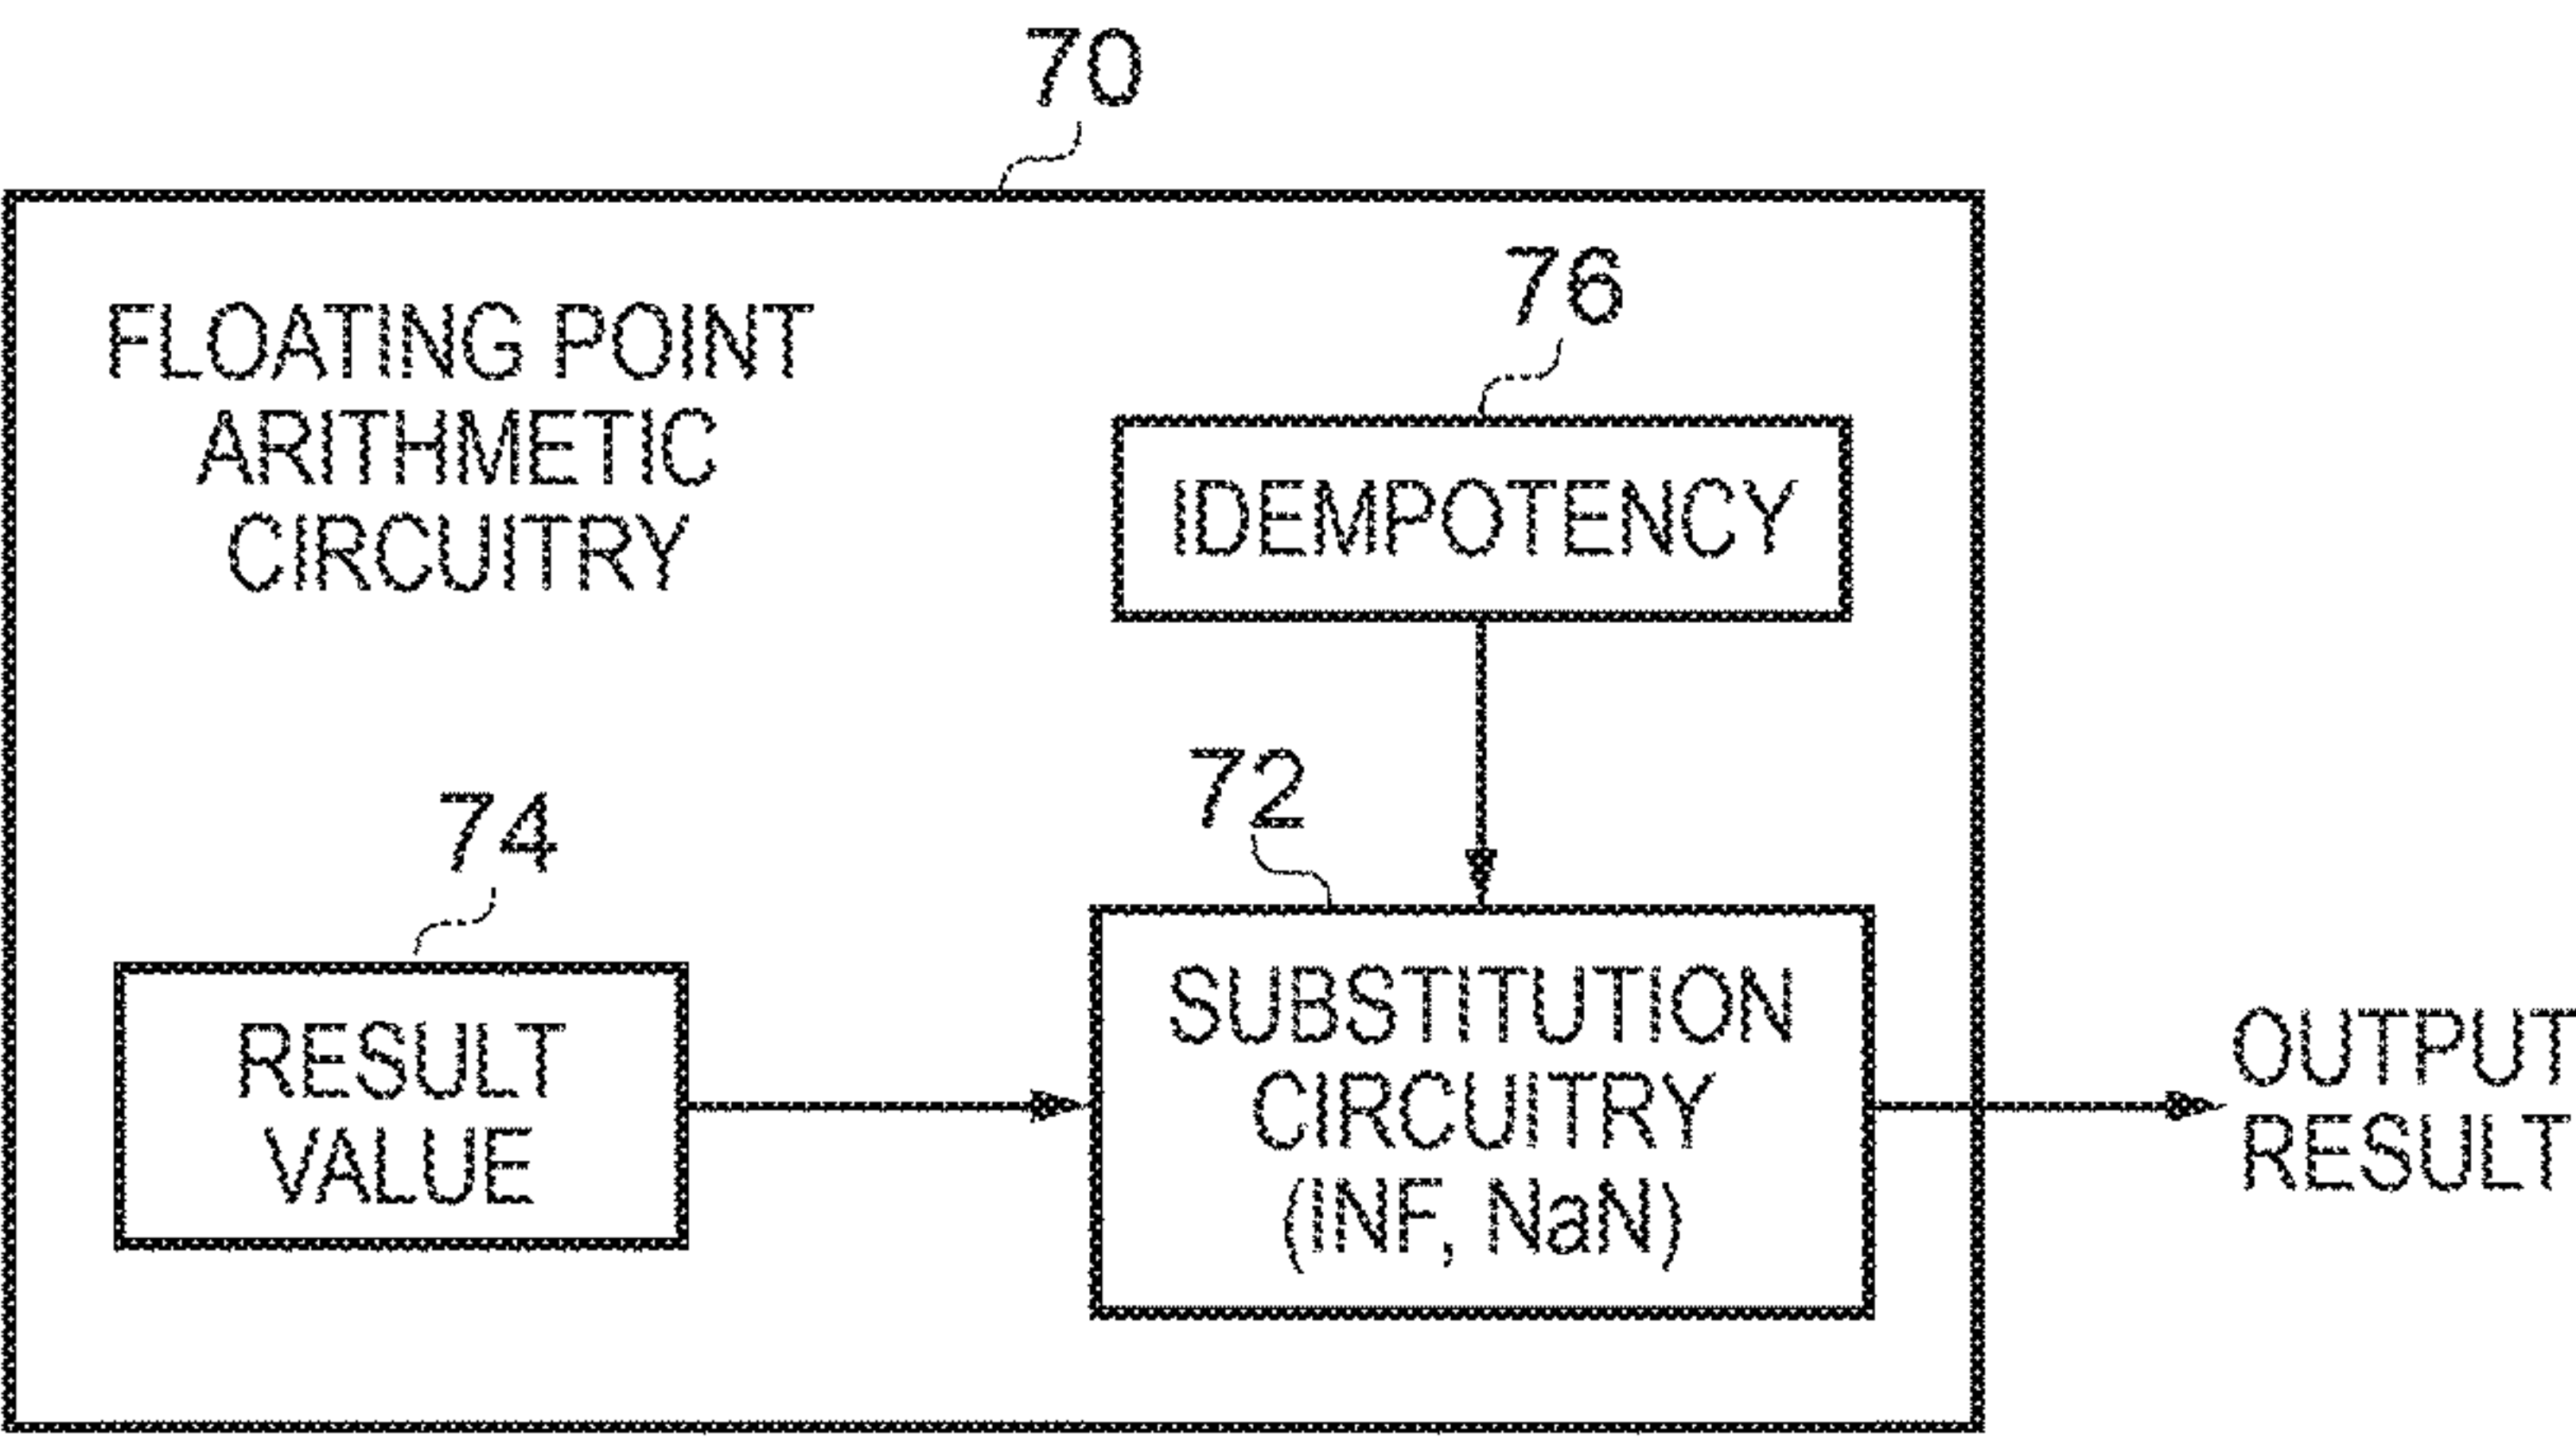 70
FLOATING POINT
ARITHMETIC
CIRCUITRY
76
IDEMPOTENCY
74
RESULT
VALUE
72
SUBSTITUTION
CIRCUITRY
(INF, NaN)
OUTPUT
RESULT